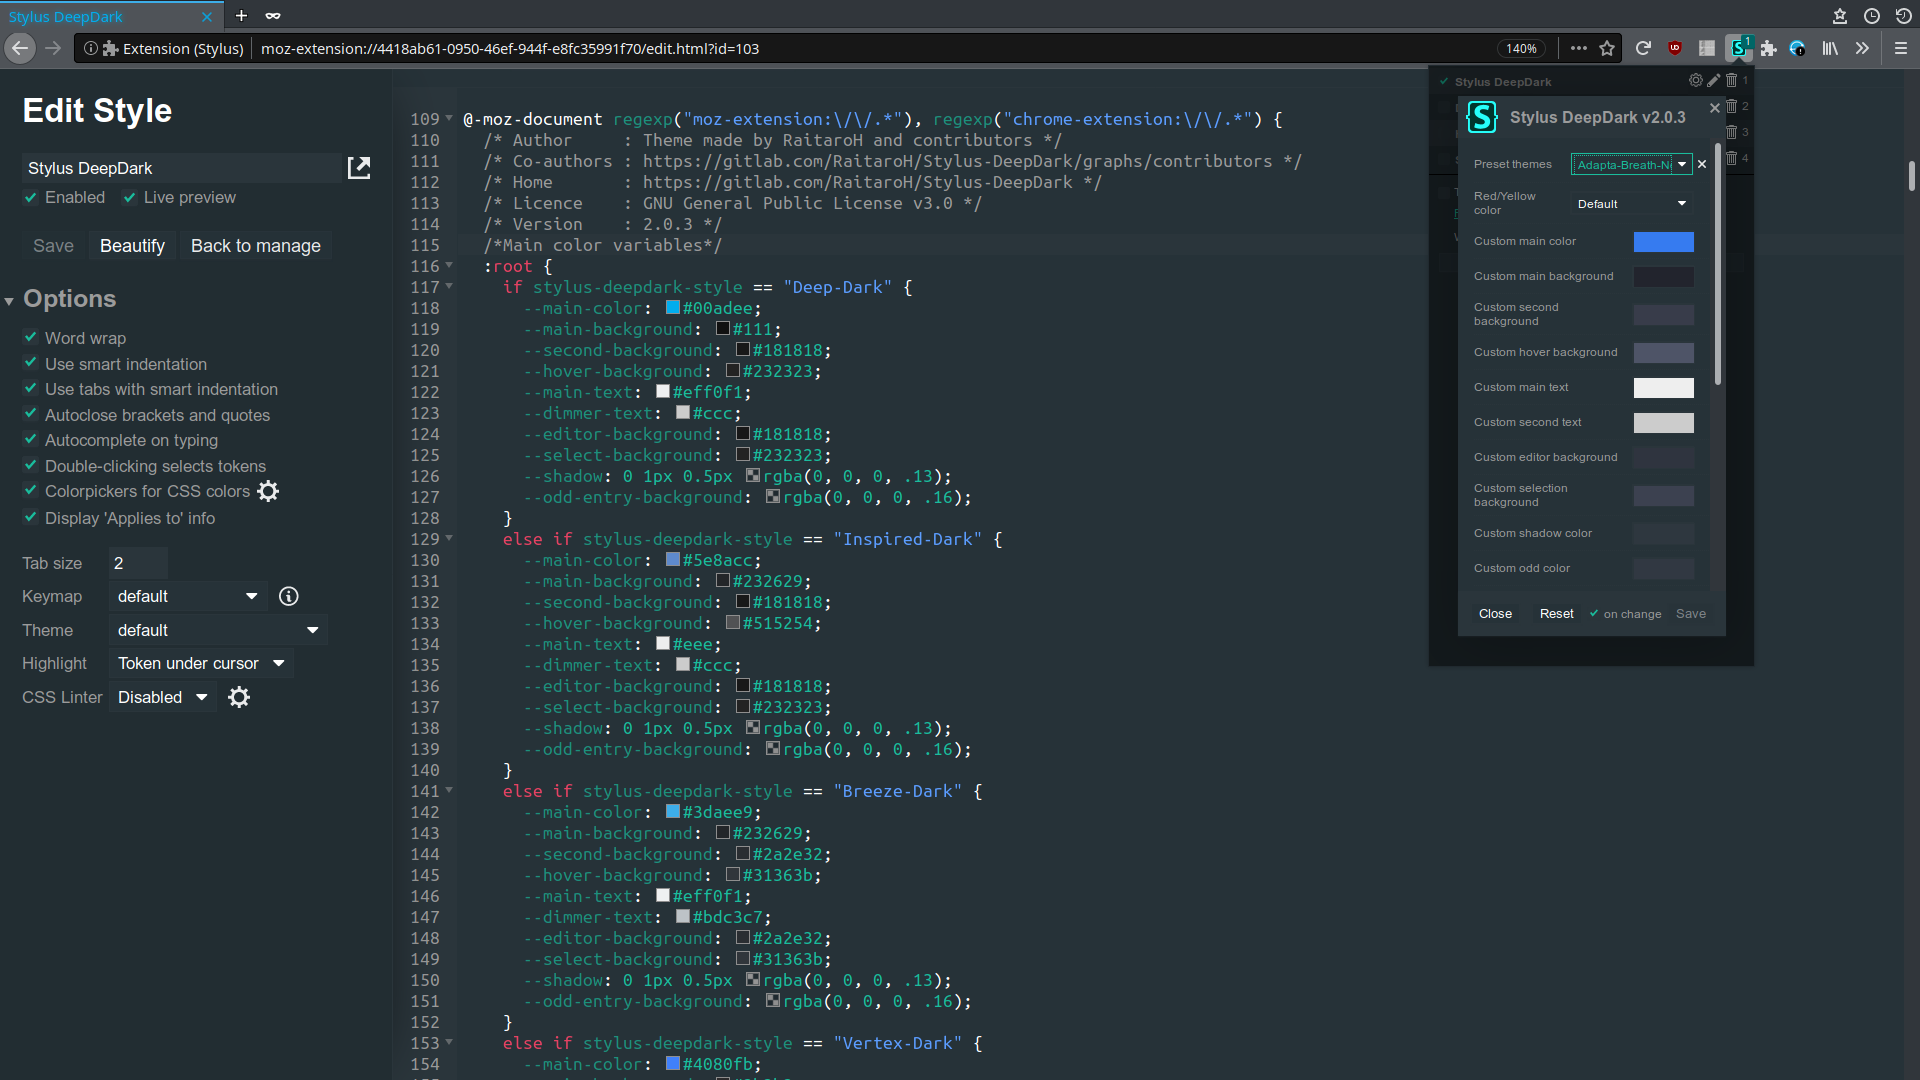 Stylus DeepDark
Extension (Stylus)
moz-extension://4418ab61-0950-46ef-944f-e8fc35991f70/edit.html?id=103
140%
1
Edit Style
Stylus DeepDark
Enabled
Live preview
Save
Beautify
Back to manage
Options
Word wrap
Use smart indentation
Use tabs with smart indentation
Autoclose brackets and quotes
Autocomplete on typing
Double-clicking selects tokens
Colorpickers for CSS colors
Display 'Applies to' info
Tab size 2
Keymap default
Theme default
Highlight Token under cursor
CSS Linter Disabled
109 @-moz-document regexp("moz-extension:\/\/.*"), regexp("chrome-extension:\/\/.*") {
110 /* Author : Theme made by RaitaroH and contributors */
111 /* Co-authors : https://gitlab.com/RaitaroH/Stylus-DeepDark/graphs/contributors */
112 /* Home : https://gitlab.com/RaitaroH/Stylus-DeepDark */
113 /* Licence : GNU General Public License v3.0 */
114 /* Version : 2.0.3 */
115 /*Main color variables*/
116 :root {
117 if stylus-deepdark-style == "Deep-Dark" {
118 --main-color: #00adee;
119 --main-background: #111;
120 --second-background: #181818;
121 --hover-background: #232323;
122 --main-text: #eff0f1;
123 --dimmer-text: #ccc;
124 --editor-background: #181818;
125 --select-background: #232323;
126 --shadow: 0 1px 0.5px rgba(0, 0, 0, .13);
127 --odd-entry-background: rgba(0, 0, 0, .16);
128 }
129 else if stylus-deepdark-style == "Inspired-Dark" {
130 --main-color: #5e8acc;
131 --main-background: #232629;
132 --second-background: #181818;
133 --hover-background: #515254;
134 --main-text: #eee;
135 --dimmer-text: #ccc;
136 --editor-background: #181818;
137 --select-background: #232323;
138 --shadow: 0 1px 0.5px rgba(0, 0, 0, .13);
139 --odd-entry-background: rgba(0, 0, 0, .16);
140 }
141 else if stylus-deepdark-style == "Breeze-Dark" {
142 --main-color: #3daee9;
143 --main-background: #232629;
144 --second-background: #2a2e32;
145 --hover-background: #31363b;
146 --main-text: #eff0f1;
147 --dimmer-text: #bdc3c7;
148 --editor-background: #2a2e32;
149 --select-background: #31363b;
150 --shadow: 0 1px 0.5px rgba(0, 0, 0, .13);
151 --odd-entry-background: rgba(0, 0, 0, .16);
152 }
153 else if stylus-deepdark-style == "Vertex-Dark" {
154 --main-color: #4080fb;
Stylus DeepDark 1
2
3
4
Stylus DeepDark v2.0.3
Preset themes Adapta-Breath-N
Red/Yellow
color
Default
Custom main color
Custom main background
Custom second
background
Custom hover background
Custom main text
Custom second text
Custom editor background
Custom selection
background
Custom shadow color
Custom odd color
Close
Reset
on change
Save